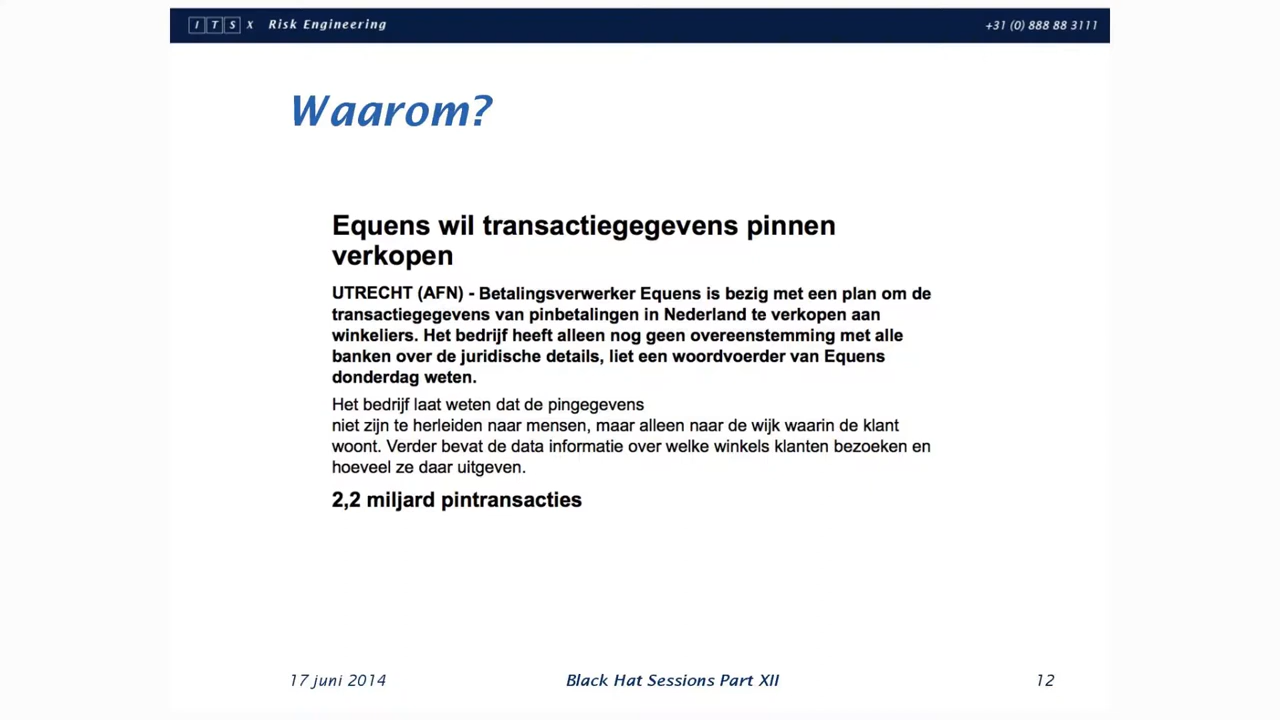 ITS X Risk Engineering
+31 (0) 888 88 3111
Waarom?
Equens wil transactiegegevens pinnen
verkopen
UTRECHT (AFN) - Betalingsverwerker Equens is bezig met een plan om de
transactiegegevens van pinbetalingen in Nederland te verkopen aan
winkeliers. Het bedrijf heeft alleen nog geen overeenstemming met alle
banken over de juridische details, liet een woordvoerder van Equens
donderdag weten.
Het bedrijf laat weten dat de pingegevens
niet zijn te herleiden naar mensen, maar alleen naar de wijk waarin de klant
woont. Verder bevat de data informatie over welke winkels klanten bezoeken en
hoeveel ze daar uitgeven.
2,2 miljard pintransacties
17 juni 2014
Black Hat Sessions Part XII
12